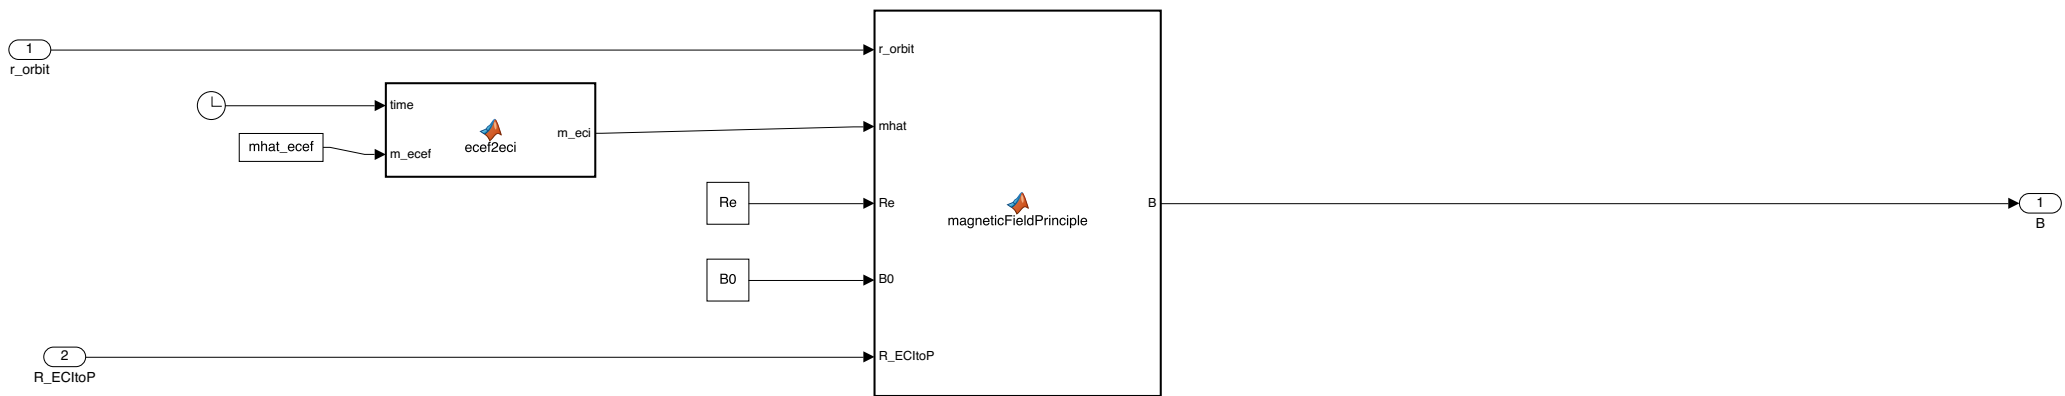 1
r_orbit
r_orbit
time
mhat
mhat_ecef
m_ecef
ecef2eci
m_eci
Re
Re
magneticFieldPrinciple
B
1
B
B0
B0
2
R_ECItoP
R_ECItoP